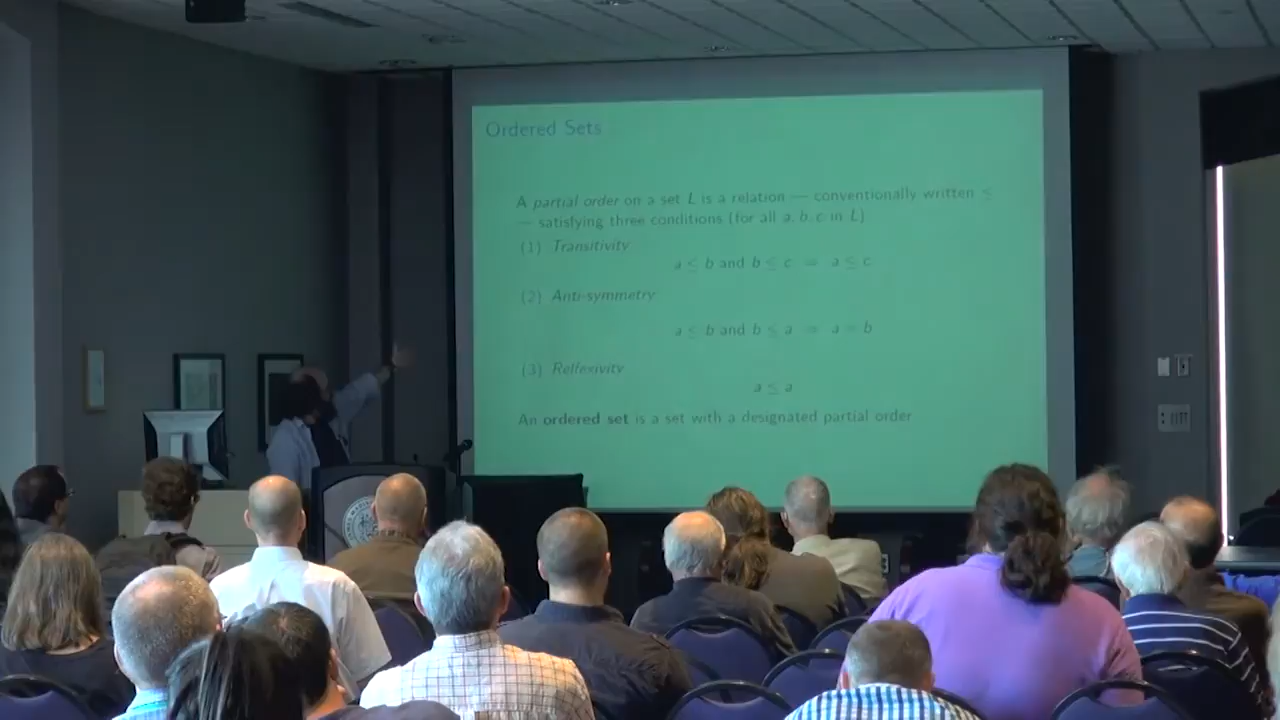 Ordered Sets
A partial order on a set L is a relation — conventionally written ≤
— satisfying three conditions (for all a, b, c in L)
(1) Transitivity
a ≤ b and b ≤ c ⇒ a ≤ c
(2) Anti-symmetry
a ≤ b and b ≤ a ⇒ a = b
(3) Relfexivity
a ≤ a
An ordered set is a set with a designated partial order